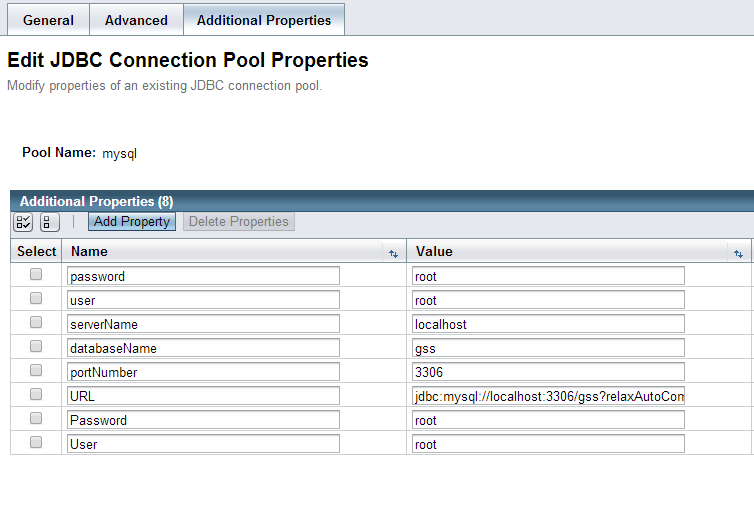 General Advanced Additional Properties
Edit JDBC Connection Pool Properties
Modify properties of an existing JDBC connection pool.
Pool Name: mysql
Additional Properties (8)
Add Property Delete Properties
Select Name Value
password root
user root
serverName localhost
databaseName gss
portNumber 3306
URL jdbc:mysql://localhost:3306/gss?relaxAutoCom
Password root
User root